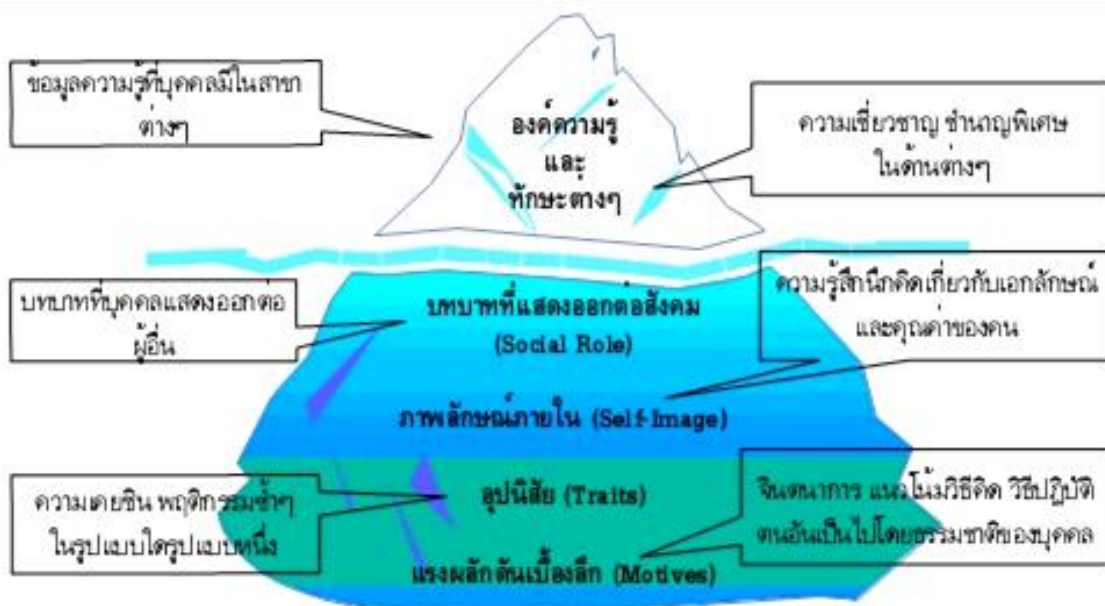 ข้อมูลความรู้ที่บุคคลมีในสาขา
ต่างๆ
องค์ความรู้
และ
ทักษะต่างๆ
ความเชี่ยวชาญ ชำนาญพิเศษ
ในด้านต่างๆ
บทบาทที่บุคคลแสดงออกต่อ
ผู้อื่น
บทบาทที่แสดงออกต่อสังคม
(Social Role)
ความรู้สึกนึกคิดเกี่ยวกับเอกลักษณ์
และคุณค่าของตน
ภาพลักษณ์ภายใน (Self-Image)
ความเคยชิน พฤติกรรมซ้ำๆ
ในรูปแบบใดรูปแบบหนึ่ง
อุปนิสัย (Traits)
จินตนาการ แนวโน้มวิธีคิด วิธีปฏิบัติ
ตนอันเป็นไปโดยธรรมชาติของบุคคล
แรงผลักดันเบื้องลึก (Motives)